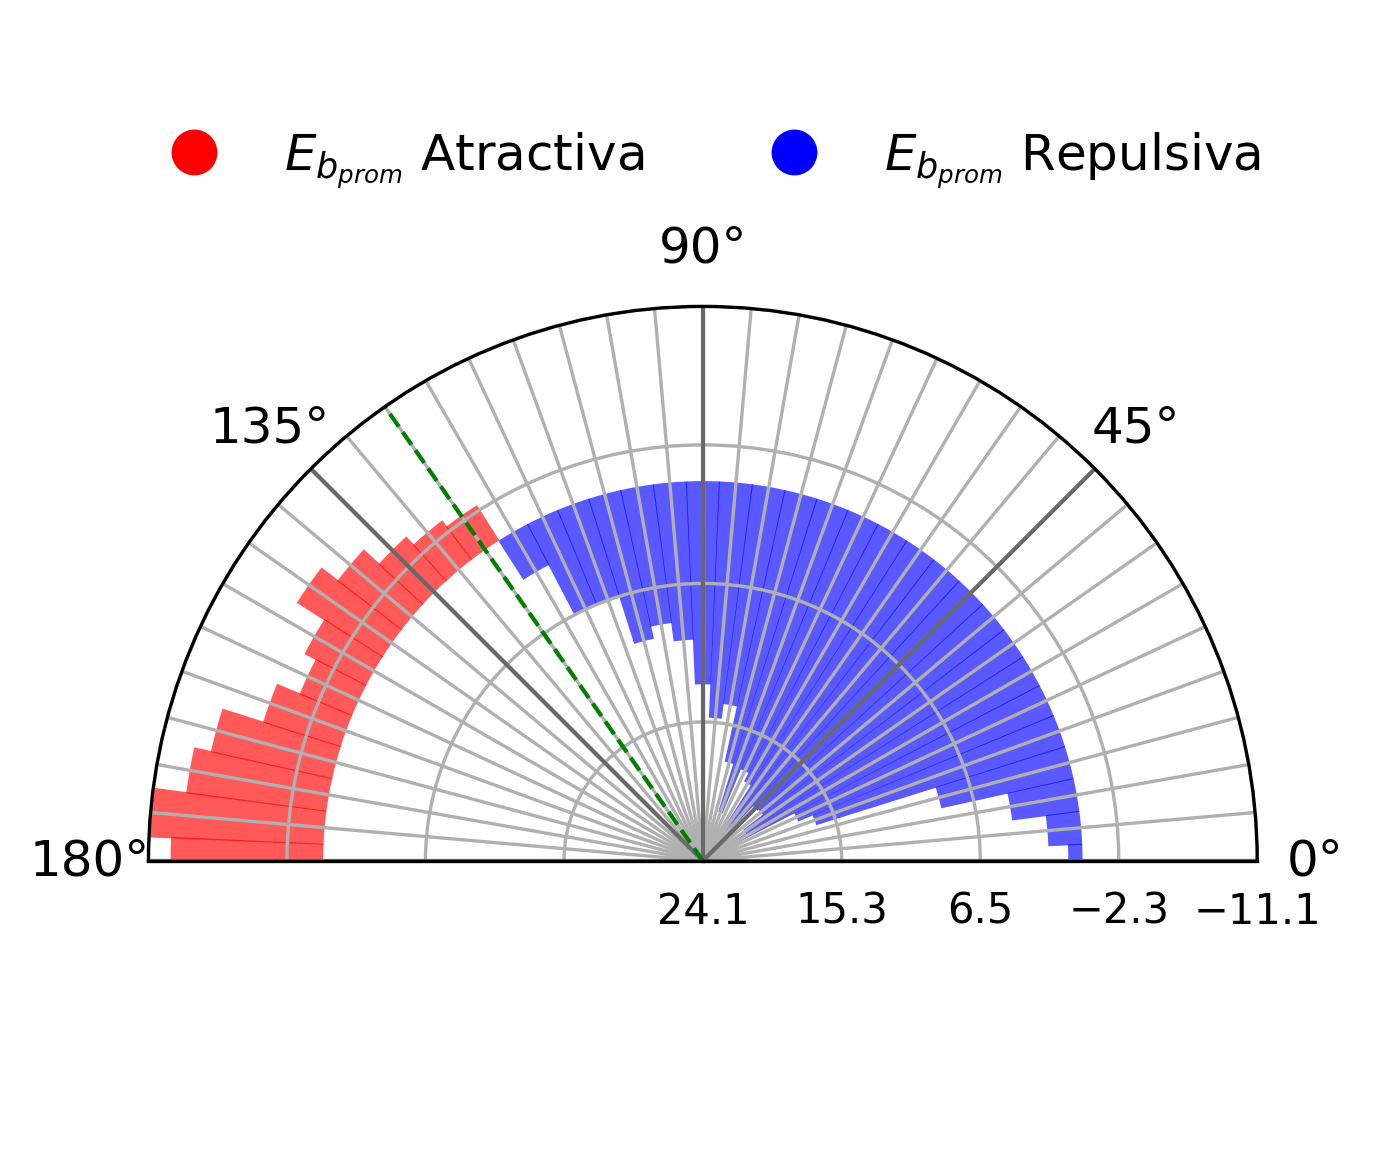 E_{b_{prom}} Atractiva E_{b_{prom}} Repulsiva
90°
135° 45°
180° 0°
24.1 15.3 6.5 −2.3 −11.1